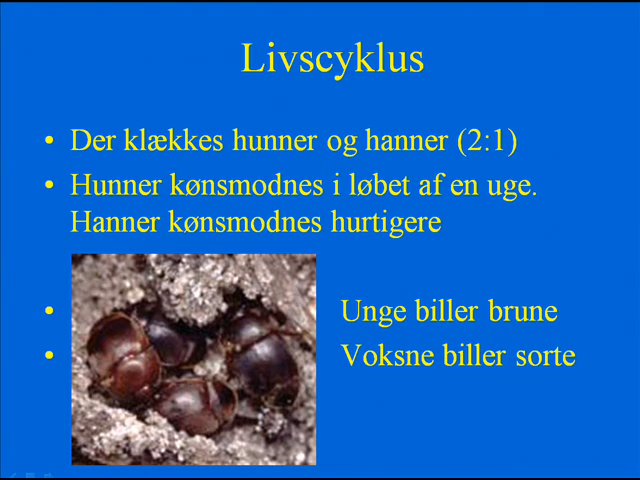 Livscyklus
• Der klækkes hunner og hanner (2:1)
• Hunner kønsmodnes i løbet af en uge.
Hanner kønsmodnes hurtigere
• Unge biller brune
• Voksne biller sorte